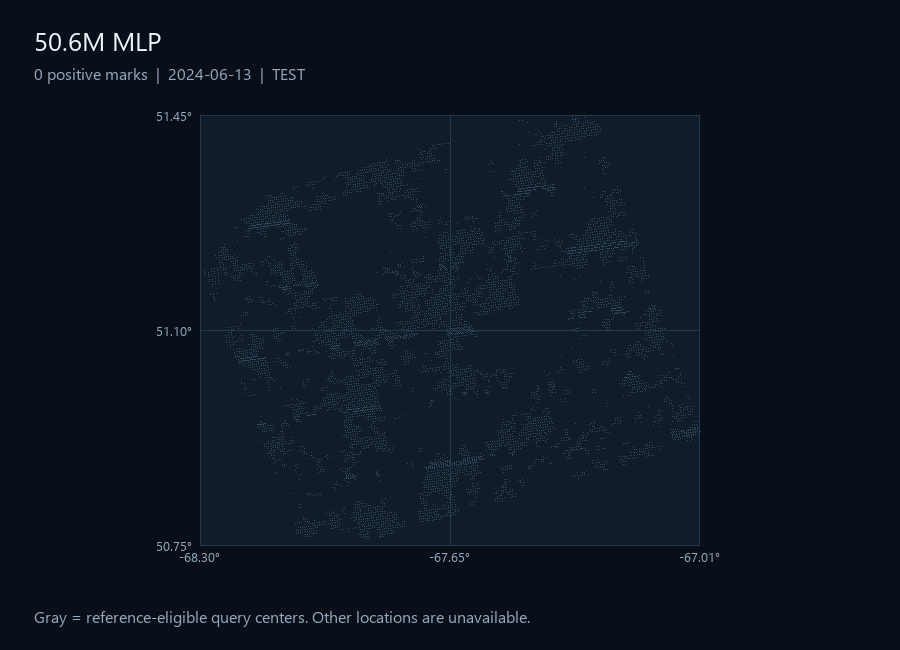 50.6M MLP
0 positive marks | 2024-06-13 | TEST
51.45°
51.10°
50.75°
-68.30°
-67.65°
-67.01°
Gray = reference-eligible query centers. Other locations are unavailable.